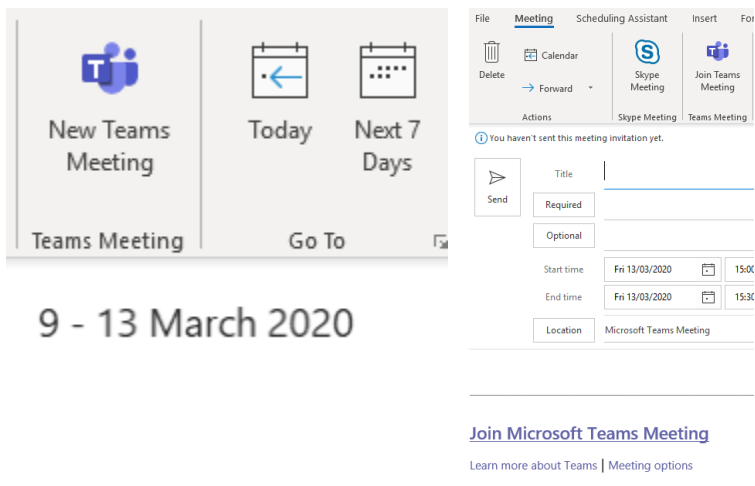 New Teams
Meeting
Today
Next 7
Days
Teams Meeting
Go To
9 - 13 March 2020
File Meeting Scheduling Assistant Insert
Delete
Calendar
Forward
Actions
Skype
Meeting
Skype Meeting
Join Teams
Meeting
Teams Meeting
You haven't sent this meeting invitation yet.
Send
Title
Required
Optional
Start time Fri 13/03/2020
End time Fri 13/03/2020
Location Microsoft Teams Meeting
Join Microsoft Teams Meeting
Learn more about Teams | Meeting options